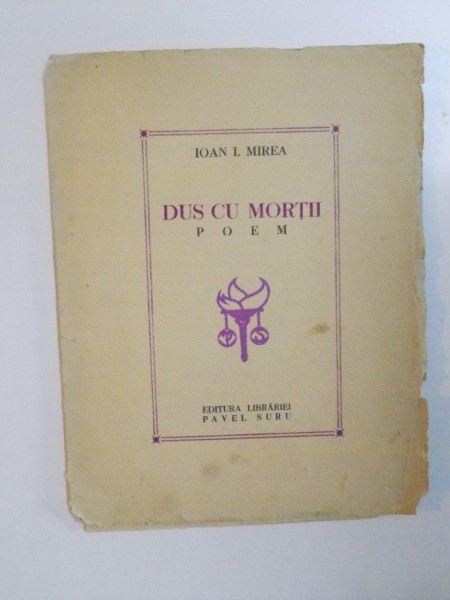 IOAN I. MIREA
DUS CU MORȚII
POEM
EDITURA LIBRĂRIEI
PAVEL SURU